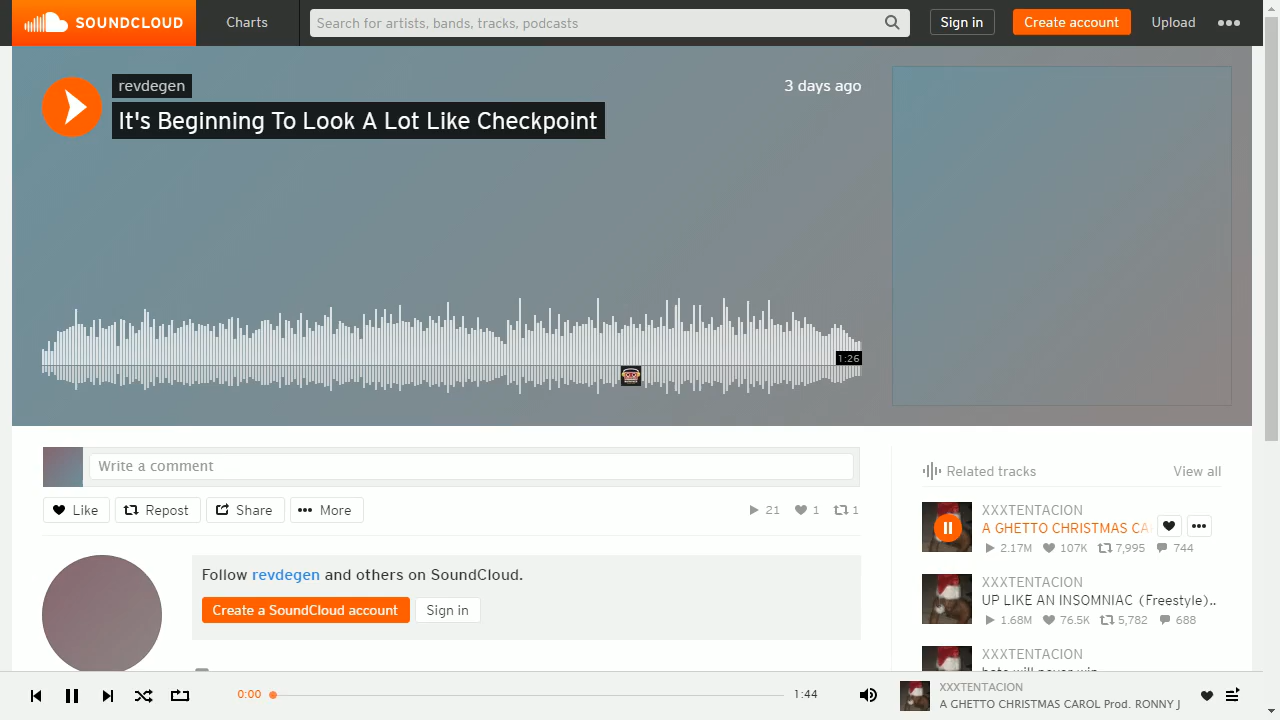 SOUNDCLOUD
Charts
Search for artists, bands, tracks, podcasts
Sign in
Create account
Upload
revdegen
3 days ago
It's Beginning To Look A Lot Like Checkpoint
1:26
Write a comment
Like
Repost
Share
More
21
1
1
Follow revdegen and others on SoundCloud.
Create a SoundCloud account
Sign in
Related tracks
View all
XXXTENTACION
A GHETTO CHRISTMAS CA
2.17M 107K 7,995 744
XXXTENTACION
UP LIKE AN INSOMNIAC (Freestyle)..
1.68M 76.5K 5,782 688
XXXTENTACION
0:00
1:44
XXXTENTACION
A GHETTO CHRISTMAS CAROL Prod. RONNY J